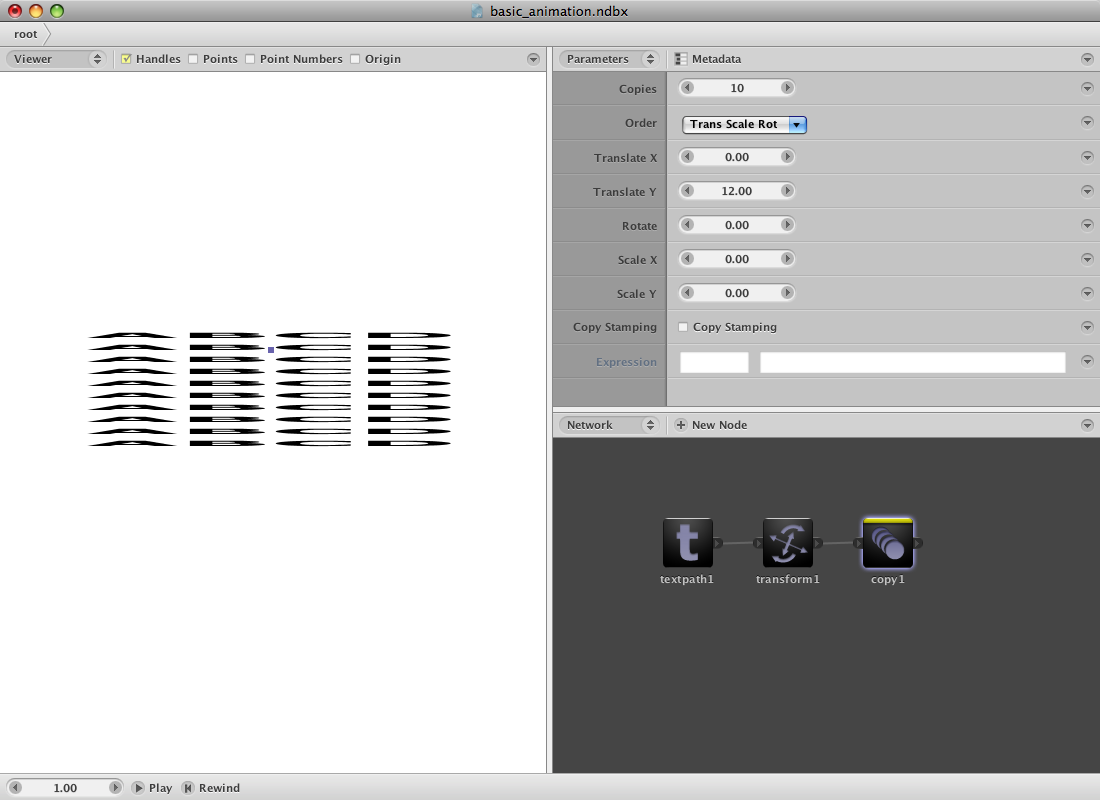 basic_animation.ndbx
root
Viewer Handles Points Point Numbers Origin
Parameters Metadata
Copies 10
Order Trans Scale Rot
Translate X 0.00
Translate Y 12.00
Rotate 0.00
Scale X 0.00
Scale Y 0.00
Copy Stamping Copy Stamping
Expression
Network New Node
t
textpath1 transform1 copy1
1.00 Play Rewind